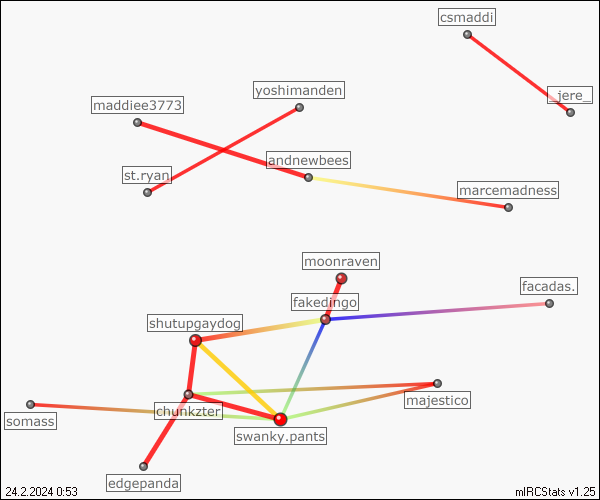 csmaddi
_jere_
yoshimanden
maddiee3773
andnewbees
st.ryan
marcemadness
moonraven
facadas.
fakedingo
shutupgaydog
majestico
chunkzter
somass
swanky.pants
edgepanda
24.2.2024 0:53
mIRCStats v1.25